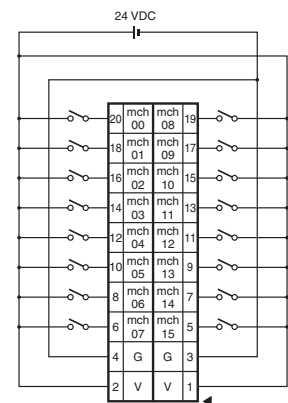 24 VDC
20 mch 00 mch 08 19
18 mch 01 mch 09 17
16 mch 02 mch 10 15
14 mch 03 mch 11 13
12 mch 04 mch 12 11
10 mch 05 mch 13 9
8 mch 06 mch 14 7
6 mch 07 mch 15 5
4 G G 3
2 V V 1